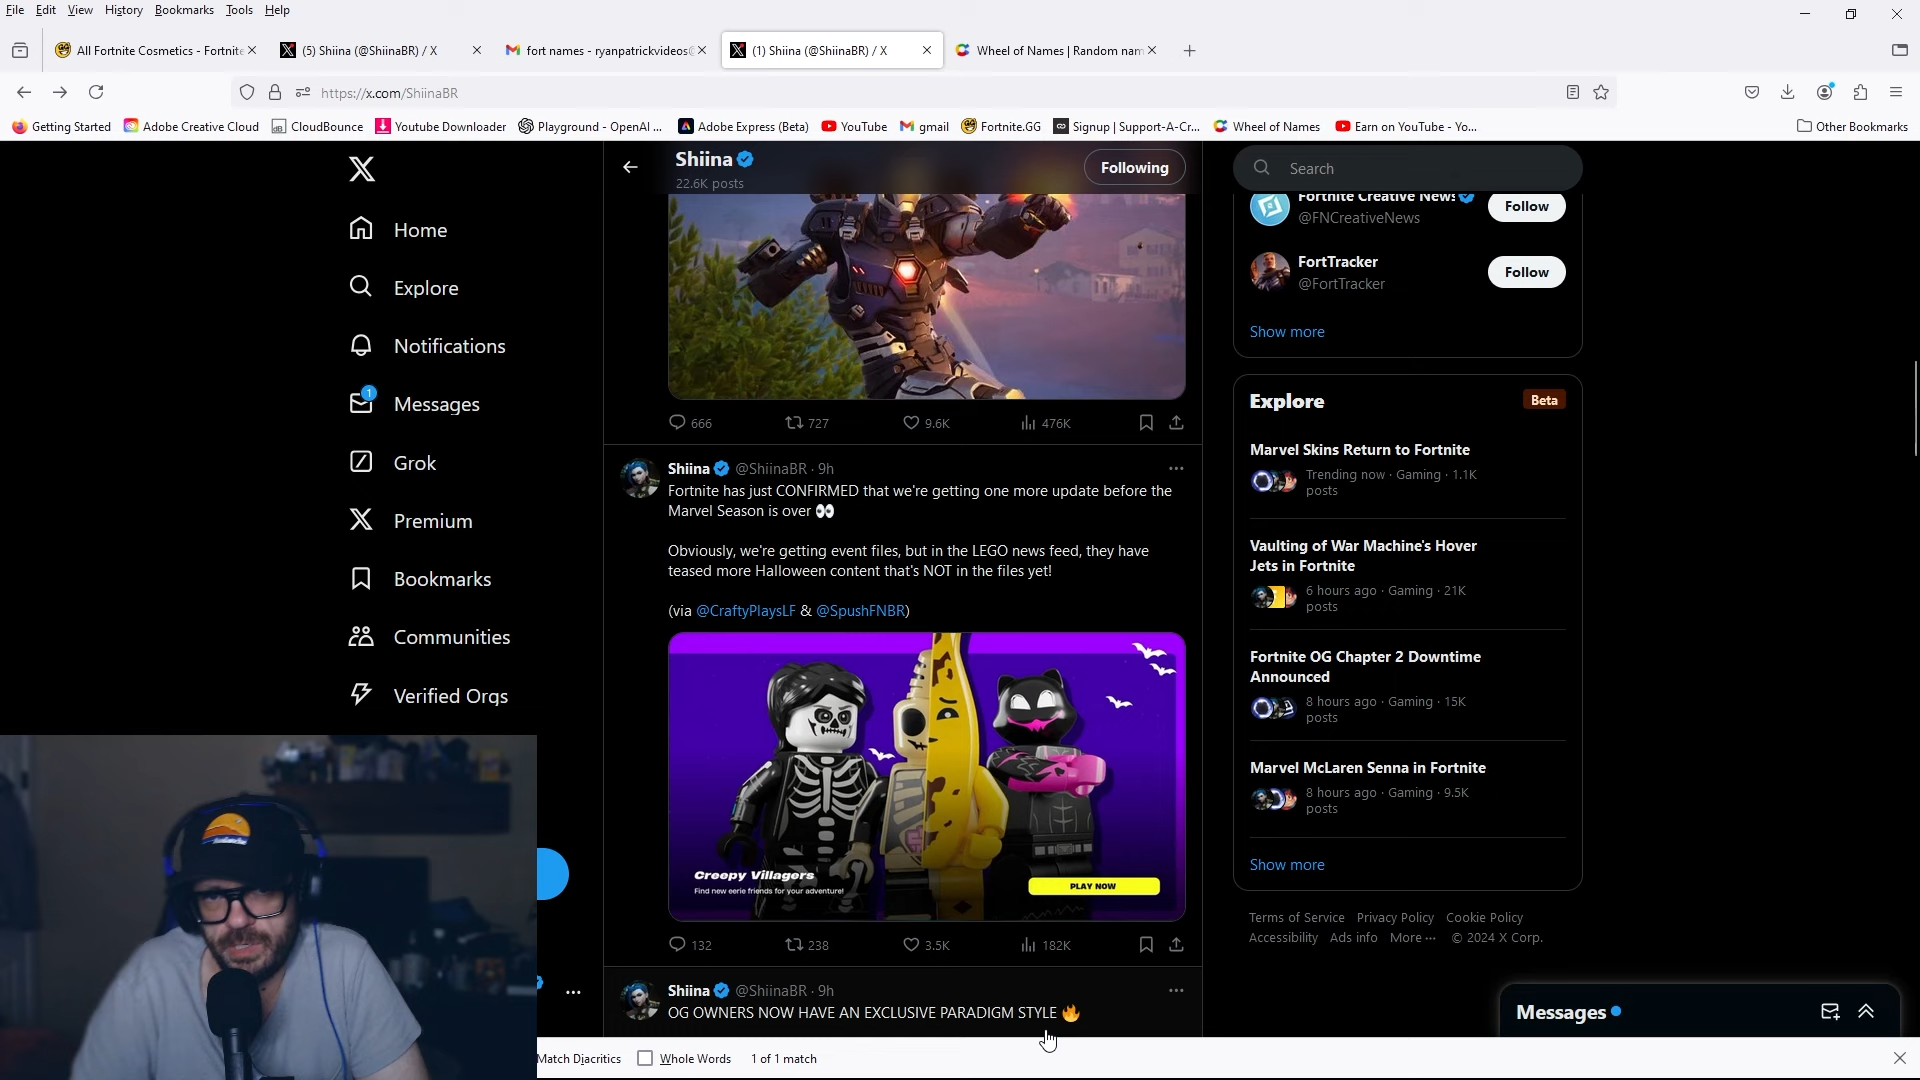 File Edit View History Bookmarks Tools Help
All Fortnite Cosmetics - Fortnite
(5) Shiina (@ShiinaBR) / X
fort names - ryanpatrickvideos@
(1) Shiina (@ShiinaBR) / X
Wheel of Names | Random nam
https://x.com/ShiinaBR
Getting Started
Adobe Creative Cloud
CloudBounce
Youtube Downloader
Playground - OpenAI ...
Adobe Express (Beta)
YouTube
gmail
Fortnite.GG
Signup | Support-A-Cr...
Wheel of Names
Earn on YouTube - Yo...
Other Bookmarks
Home
Explore
Notifications
1
Messages
Grok
Premium
Communities
Bookmarks
Verified Orgs
Shiina
22.6K posts
Following
666 727 9.6K 476K
Shiina @ShiinaBR · 9h
Fortnite has just CONFIRMED that we're getting one more update before the
Marvel Season is over 👀
Obviously, we're getting event files, but in the LEGO news feed, they have
teased more Halloween content that's NOT in the files yet!
(via @CraftyPlaysLF & @SpushFNBR)
Creepy Villagers
Find new eerie friends for your adventure!
PLAY NOW
132 238 3.5K 182K
Shiina @ShiinaBR · 9h
OG OWNERS NOW HAVE AN EXCLUSIVE PARADIGM STYLE 🔥
Search
Fortnite Creative News
@FNCreativeNews
Follow
FortTracker
@FortTracker
Follow
Show more
Explore
Beta
Marvel Skins Return to Fortnite
Trending now · Gaming · 1.1K
posts
Vaulting of War Machine's Hover
Jets in Fortnite
6 hours ago · Gaming · 21K
posts
Fortnite OG Chapter 2 Downtime
Announced
8 hours ago · Gaming · 15K
posts
Marvel McLaren Senna in Fortnite
8 hours ago · Gaming · 9.5K
posts
Show more
Terms of Service Privacy Policy Cookie Policy
Accessibility Ads info More ··· © 2024 X Corp.
Messages
Match Diacritics
Whole Words
1 of 1 match